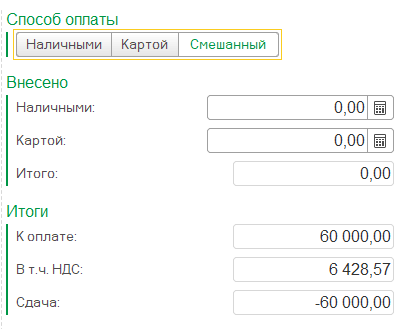 Способ оплаты
Наличными Картой Смешанный
Внесено
Наличными: 0,00
Картой: 0,00
Итого: 0,00
Итоги
К оплате: 60 000,00
В т.ч. НДС: 6 428,57
Сдача: -60 000,00